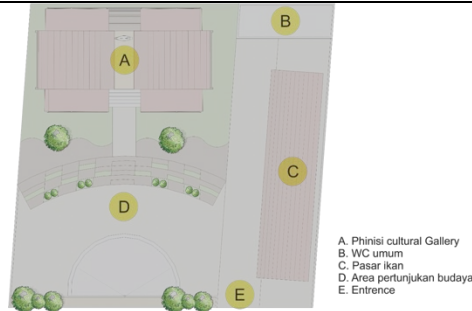 A
B
C
D
E
A. Phinisi cultural Gallery
B. WC umum
C. Pasar ikan
D. Area pertunjukan budaya
E. Entrence